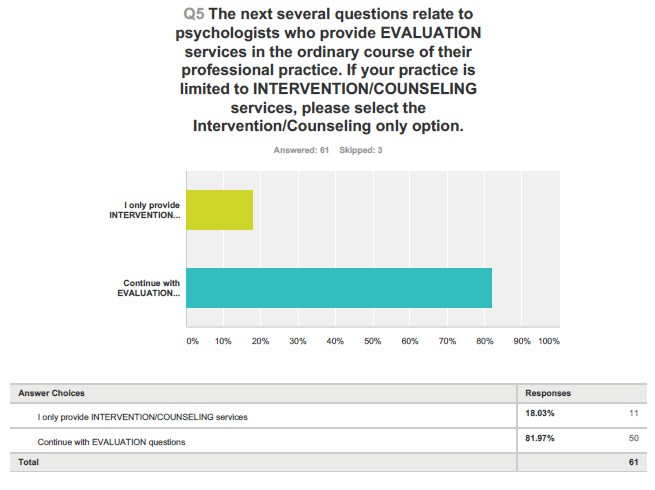 Q5 The next several questions relate to
psychologists who provide EVALUATION
services in the ordinary course of their
professional practice. If your practice is
limited to INTERVENTION/COUNSELING
services, please select the
Intervention/Counseling only option.
Answered: 61 Skipped: 3
I only provide
INTERVENTION...
Continue with
EVALUATION...
0% 10% 20% 30% 40% 50% 60% 70% 80% 90% 100%
Answer Choices Responses
I only provide INTERVENTION/COUNSELING services 18.03% 11
Continue with EVALUATION questions 81.97% 50
Total 61